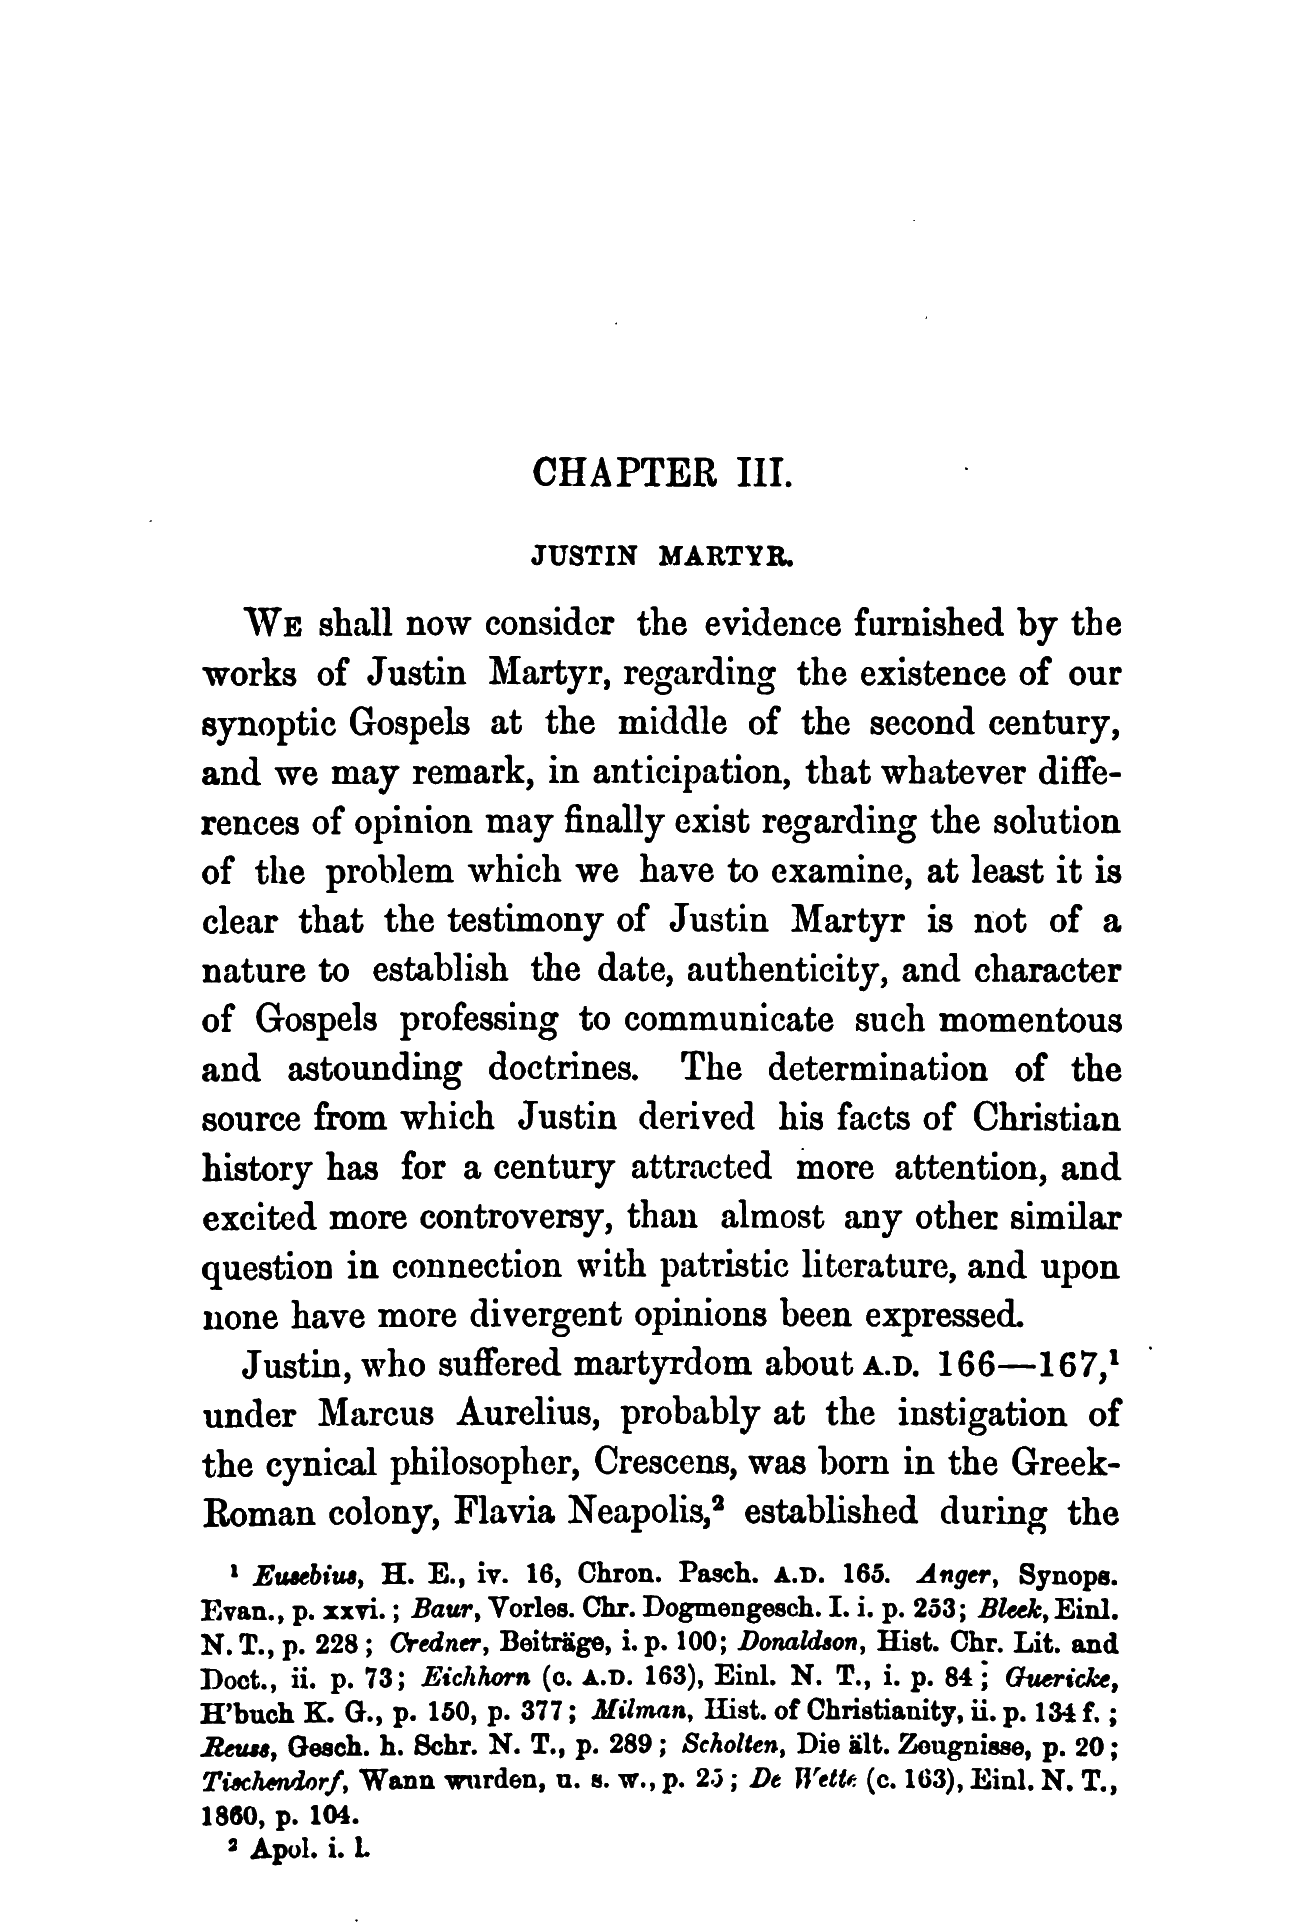 CHAPTER III.
JUSTIN MARTYR.
WE shall now consider the evidence furnished by the
works of Justin Martyr, regarding the existence of our
synoptic Gospels at the middle of the second century,
and we may remark, in anticipation, that whatever diffe-
rences of opinion may finally exist regarding the solution
of the problem which we have to examine, at least it is
clear that the testimony of Justin Martyr is not of a
nature to establish the date, authenticity, and character
of Gospels professing to communicate such momentous
and astounding doctrines. The determination of the
source from which Justin derived his facts of Christian
history has for a century attracted more attention, and
excited more controversy, than almost any other similar
question in connection with patristic literature, and upon
none have more divergent opinions been expressed.
Justin, who suffered martyrdom about A.D. 166—167,¹
under Marcus Aurelius, probably at the instigation of
the cynical philosopher, Crescens, was born in the Greek-
Roman colony, Flavia Neapolis,² established during the
¹ Eusebius, H. E., iv. 16, Chron. Pasch. A.D. 165. Anger, Synops.
Evan., p. xxvi.; Baur, Vorles. Chr. Dogmengesch. I. i. p. 253; Bleek, Einl.
N. T., p. 228; Credner, Beiträge, i. p. 100; Donaldson, Hist. Chr. Lit. and
Doct., ii. p. 73; Eichhorn (c. A.D. 163), Einl. N. T., i. p. 84; Guericke,
H'buch K. G., p. 150, p. 377; Milman, Hist. of Christianity, ii. p. 134 f.;
Reuss, Gesch. h. Schr. N. T., p. 289; Scholten, Die ält. Zeugnisse, p. 20;
Tischendorf, Wann wurden, u. s. w., p. 25; De Wette (c. 163), Einl. N. T.,
1860, p. 104.
² Apol. i. 1.